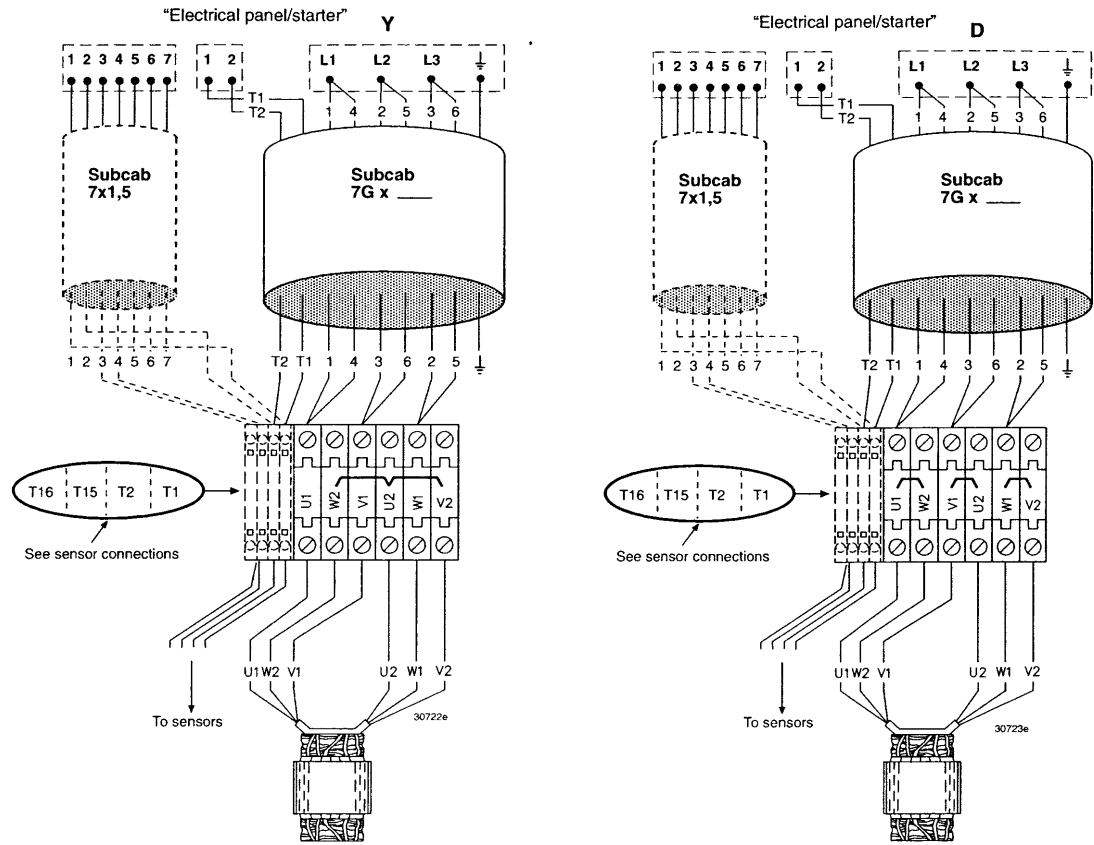 "Electrical panel/starter" Y
1 2 3 4 5 6 7
1 2
L1 L2 L3
T1
T2
1 4 2 5 3 6
Subcab
7x1,5
Subcab
7G x ____
1 2 3 4 5 6 7
T2 T1 1 4 3 6 2 5
U1 W2 V1 U2 W1 V2
T16 T15 T2 T1
See sensor connections
U1 W2 V1 U2 W1 V2
To sensors
30722e
"Electrical panel/starter" D
1 2 3 4 5 6 7
1 2
L1 L2 L3
T1
T2
1 4 2 5 3 6
Subcab
7x1,5
Subcab
7G x ____
1 2 3 4 5 6 7
T2 T1 1 4 3 6 2 5
U1 W2 V1 U2 W1 V2
T16 T15 T2 T1
See sensor connections
U1 W2 V1 U2 W1 V2
To sensors
30723e